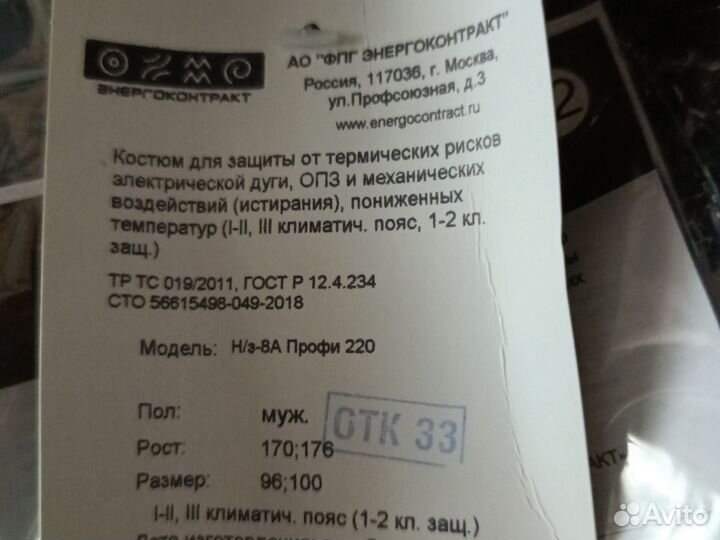 ЭНЕРГОКОНТРАКТ
АО "ФПГ ЭНЕРГОКОНТРАКТ"
Россия, 117036, г. Москва,
ул.Профсоюзная, д.3
www.energocontract.ru
Костюм для защиты от термических рисков
электрической дуги, ОПЗ и механических
воздействий (истирания), пониженных
температур (I-II, III климатич. пояс, 1-2 кл.
защ.)
ТР ТС 019/2011, ГОСТ Р 12.4.234
СТО 56615498-049-2018
Модель: Н/з-8А Профи 220
Пол: муж.
ОТК 33
Рост: 170;176
Размер: 96;100
I-II, III климатич. пояс (1-2 кл. защ.)
2
Avito